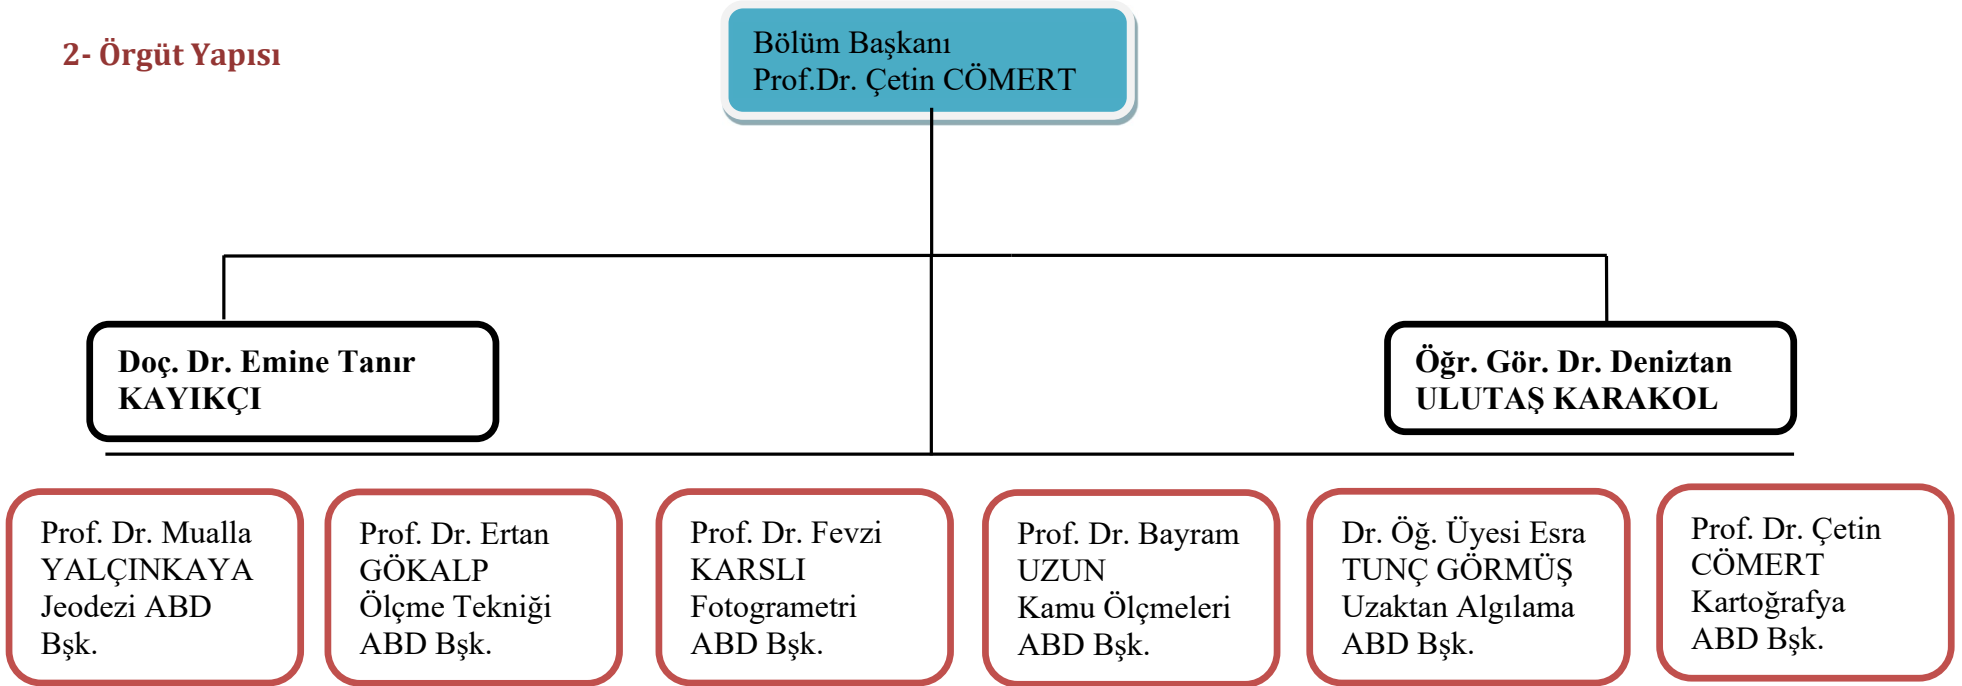 2- Örgüt Yapısı
Bölüm Başkanı
Prof.Dr. Çetin CÖMERT
Doç. Dr. Emine Tanır
KAYIKÇI
Öğr. Gör. Dr. Deniztan
ULUTAŞ KARAKOL
Prof. Dr. Mualla
YALÇINKAYA
Jeodezi ABD
Bşk.
Prof. Dr. Ertan
GÖKALP
Ölçme Tekniği
ABD Bşk.
Prof. Dr. Fevzi
KARSLI
Fotogrametri
ABD Bşk.
Prof. Dr. Bayram
UZUN
Kamu Ölçmeleri
ABD Bşk.
Dr. Öğ. Üyesi Esra
TUNÇ GÖRMÜŞ
Uzaktan Algılama
ABD Bşk.
Prof. Dr. Çetin
CÖMERT
Kartoğrafya
ABD Bşk.